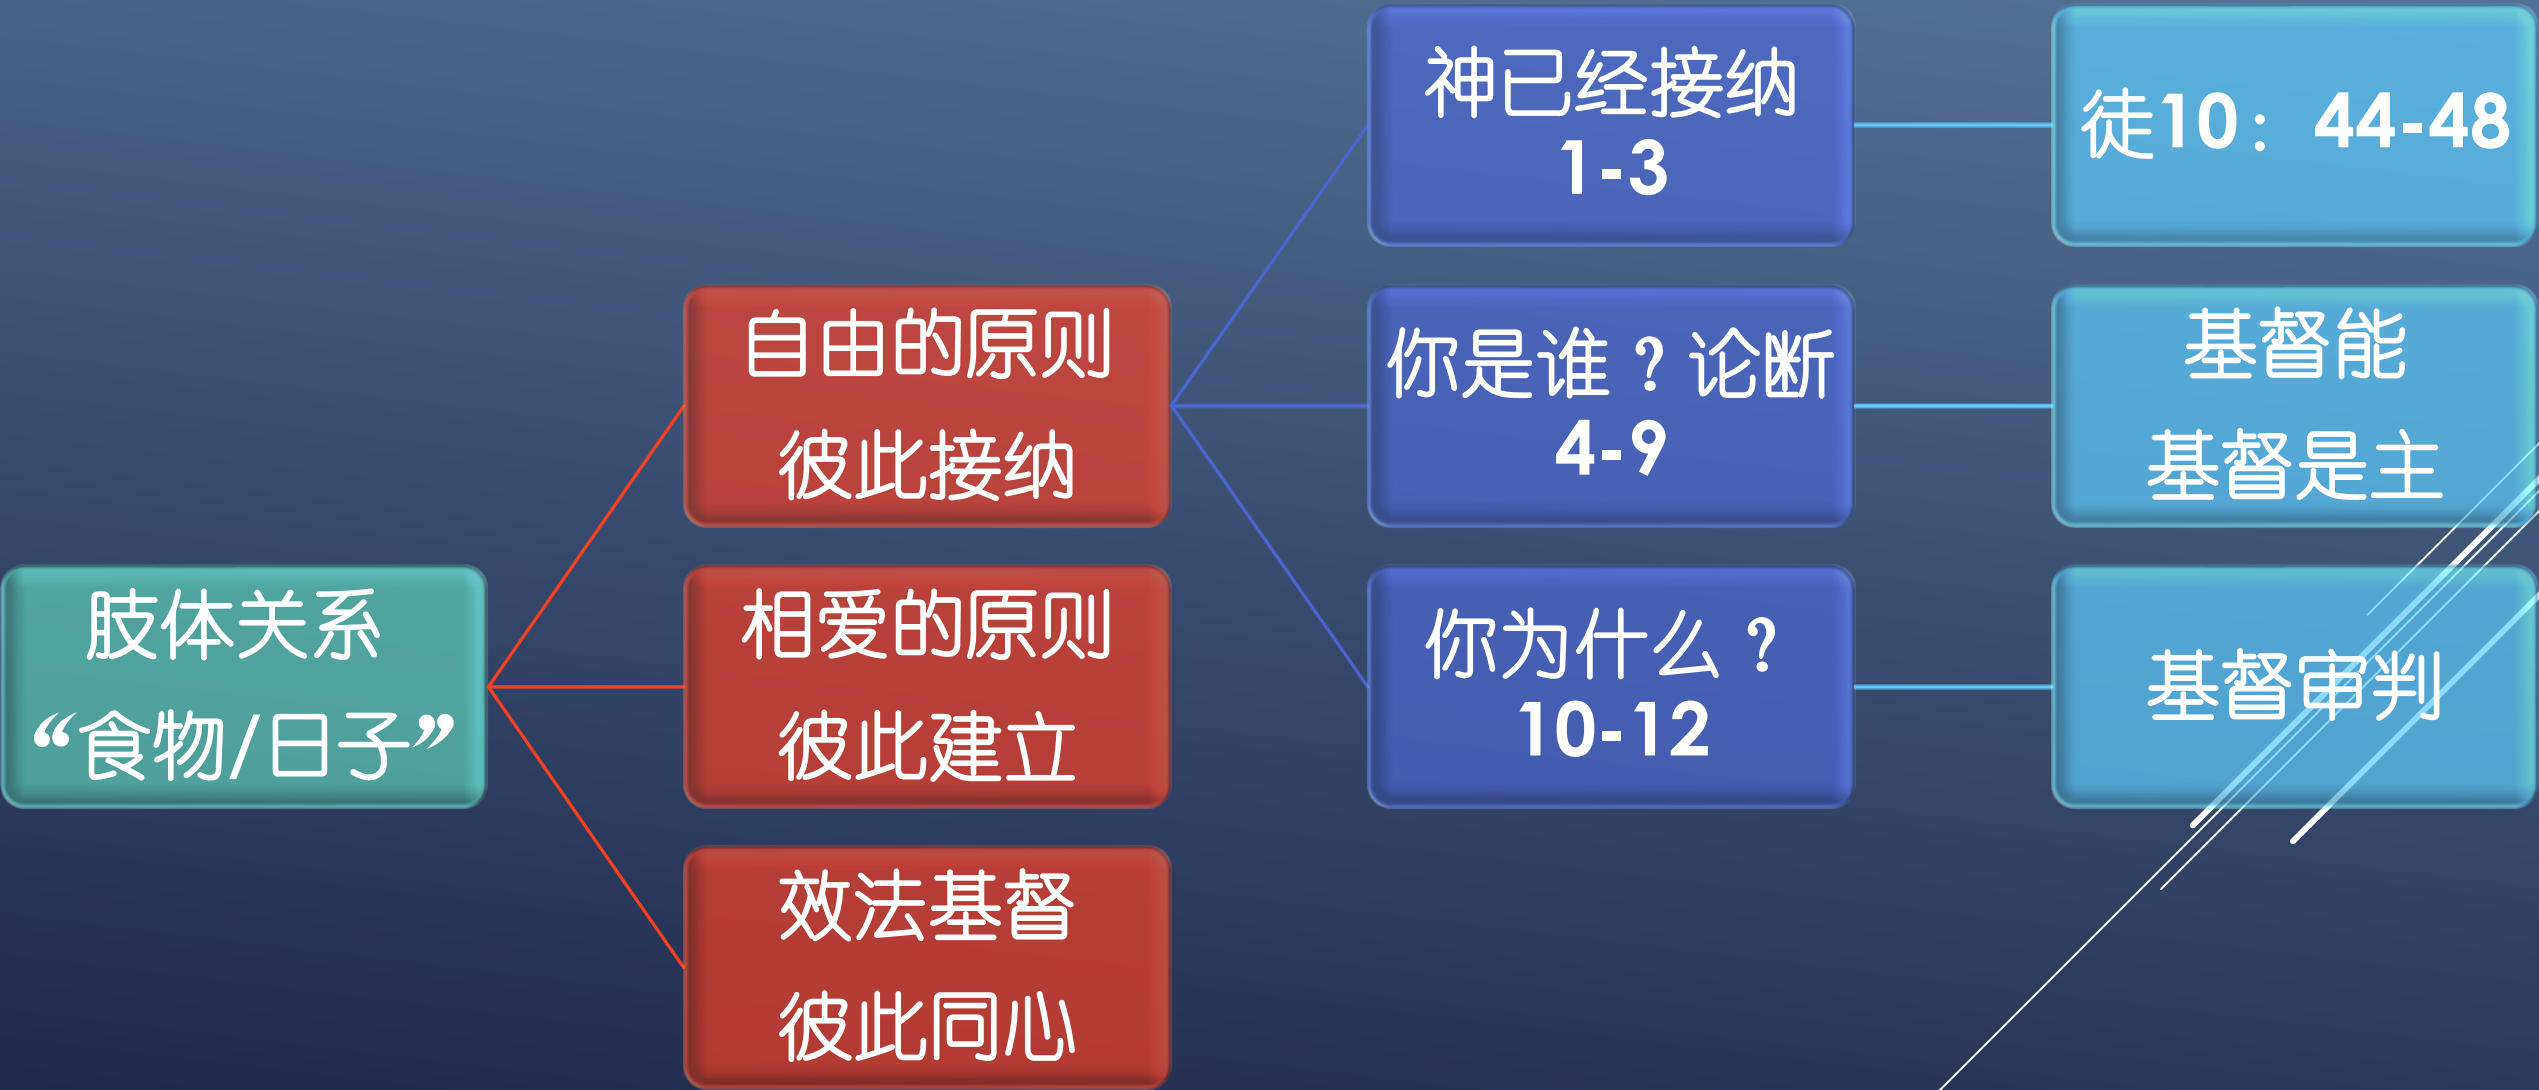 肢体关系
“食物/日子”
自由的原则
彼此接纳
相爱的原则
彼此建立
效法基督
彼此同心
神已经接纳
1-3
你是谁？论断
4-9
你为什么？
10-12
徒10：44-48
基督能
基督是主
基督审判